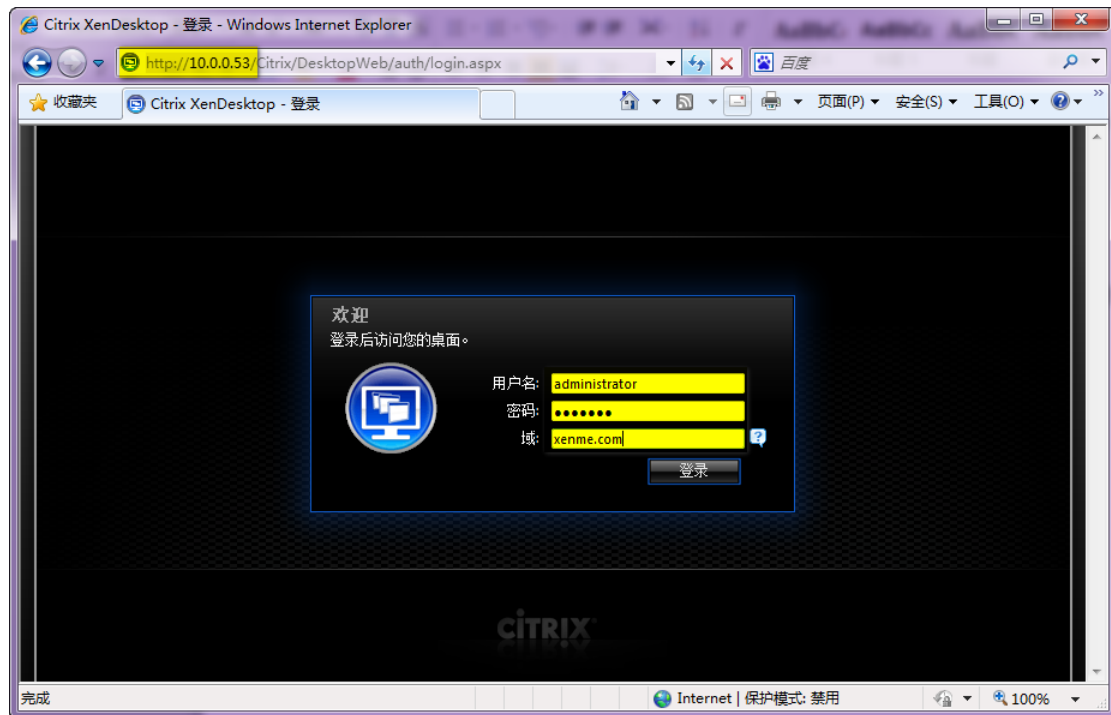 Citrix XenDesktop - 登录 - Windows Internet Explorer
http://10.0.0.53/Citrix/DesktopWeb/auth/login.aspx
百度
收藏夹
Citrix XenDesktop - 登录
页面(P)
安全(S)
工具(O)
欢迎
登录后访问您的桌面。
用户名:
administrator
密码:
•••••••
域:
xenme.com
登录
CİTRIX
完成
Internet | 保护模式: 禁用
100%